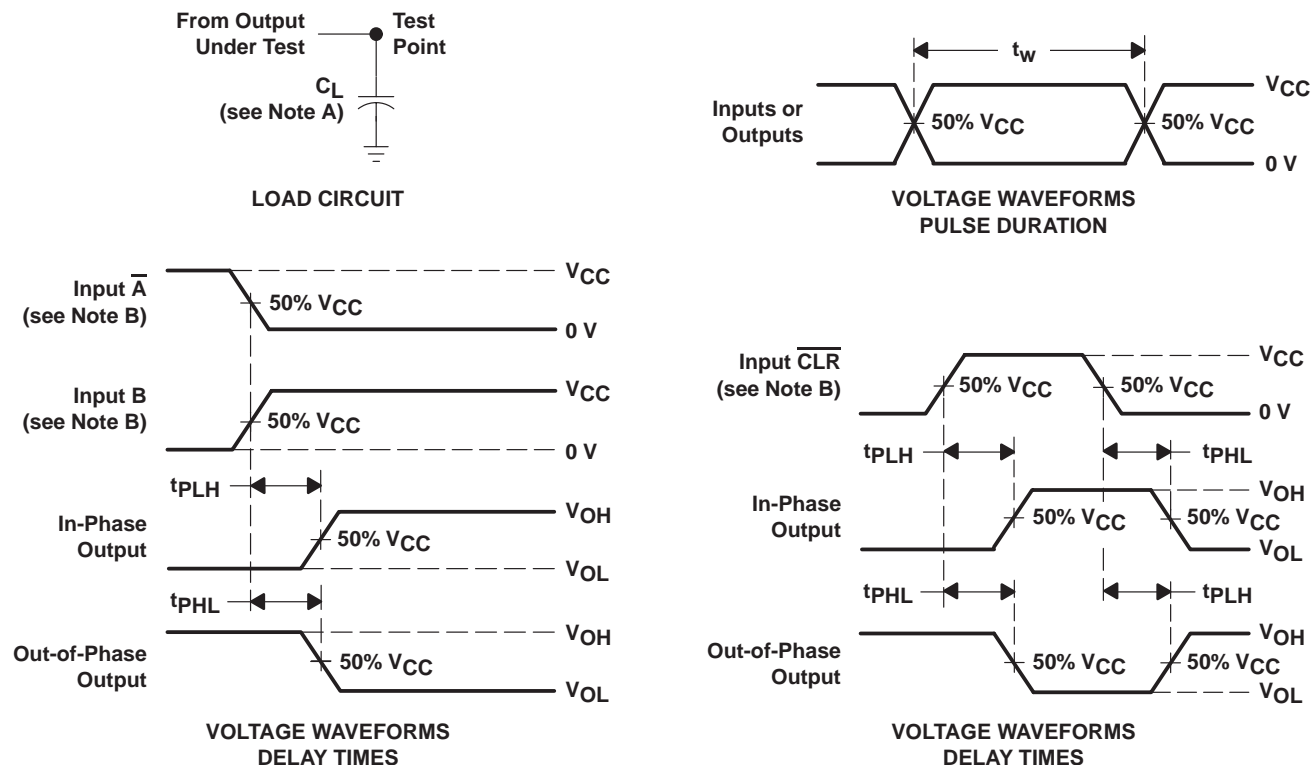 From Output
Under Test
Test
Point
CL
(see Note A)
LOAD CIRCUIT
tw
Inputs or
Outputs
50% VCC
50% VCC
VCC
0 V
VOLTAGE WAVEFORMS
PULSE DURATION
Input A̅
(see Note B)
50% VCC
VCC
0 V
Input B
(see Note B)
50% VCC
VCC
0 V
tPLH
In-Phase
Output
50% VCC
VOH
VOL
tPHL
Out-of-Phase
Output
50% VCC
VOH
VOL
VOLTAGE WAVEFORMS
DELAY TIMES
Input C̅L̅R̅
(see Note B)
50% VCC
50% VCC
VCC
0 V
tPLH
tPHL
In-Phase
Output
50% VCC
50% VCC
VOH
VOL
tPHL
tPLH
Out-of-Phase
Output
50% VCC
50% VCC
VOH
VOL
VOLTAGE WAVEFORMS
DELAY TIMES